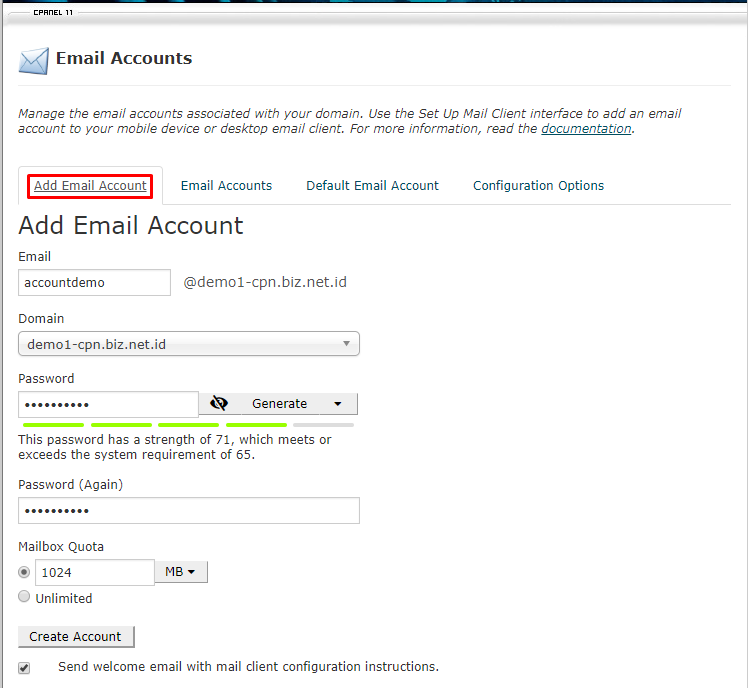 CPANEL 11
Email Accounts
Manage the email accounts associated with your domain. Use the Set Up Mail Client interface to add an email
account to your mobile device or desktop email client. For more information, read the documentation.
Add Email Account Email Accounts Default Email Account Configuration Options
Add Email Account
Email
accountdemo @demo1-cpn.biz.net.id
Domain
demo1-cpn.biz.net.id
Password
•••••••••• Generate
This password has a strength of 71, which meets or
exceeds the system requirement of 65.
Password (Again)
••••••••••
Mailbox Quota
1024 MB
Unlimited
Create Account
Send welcome email with mail client configuration instructions.